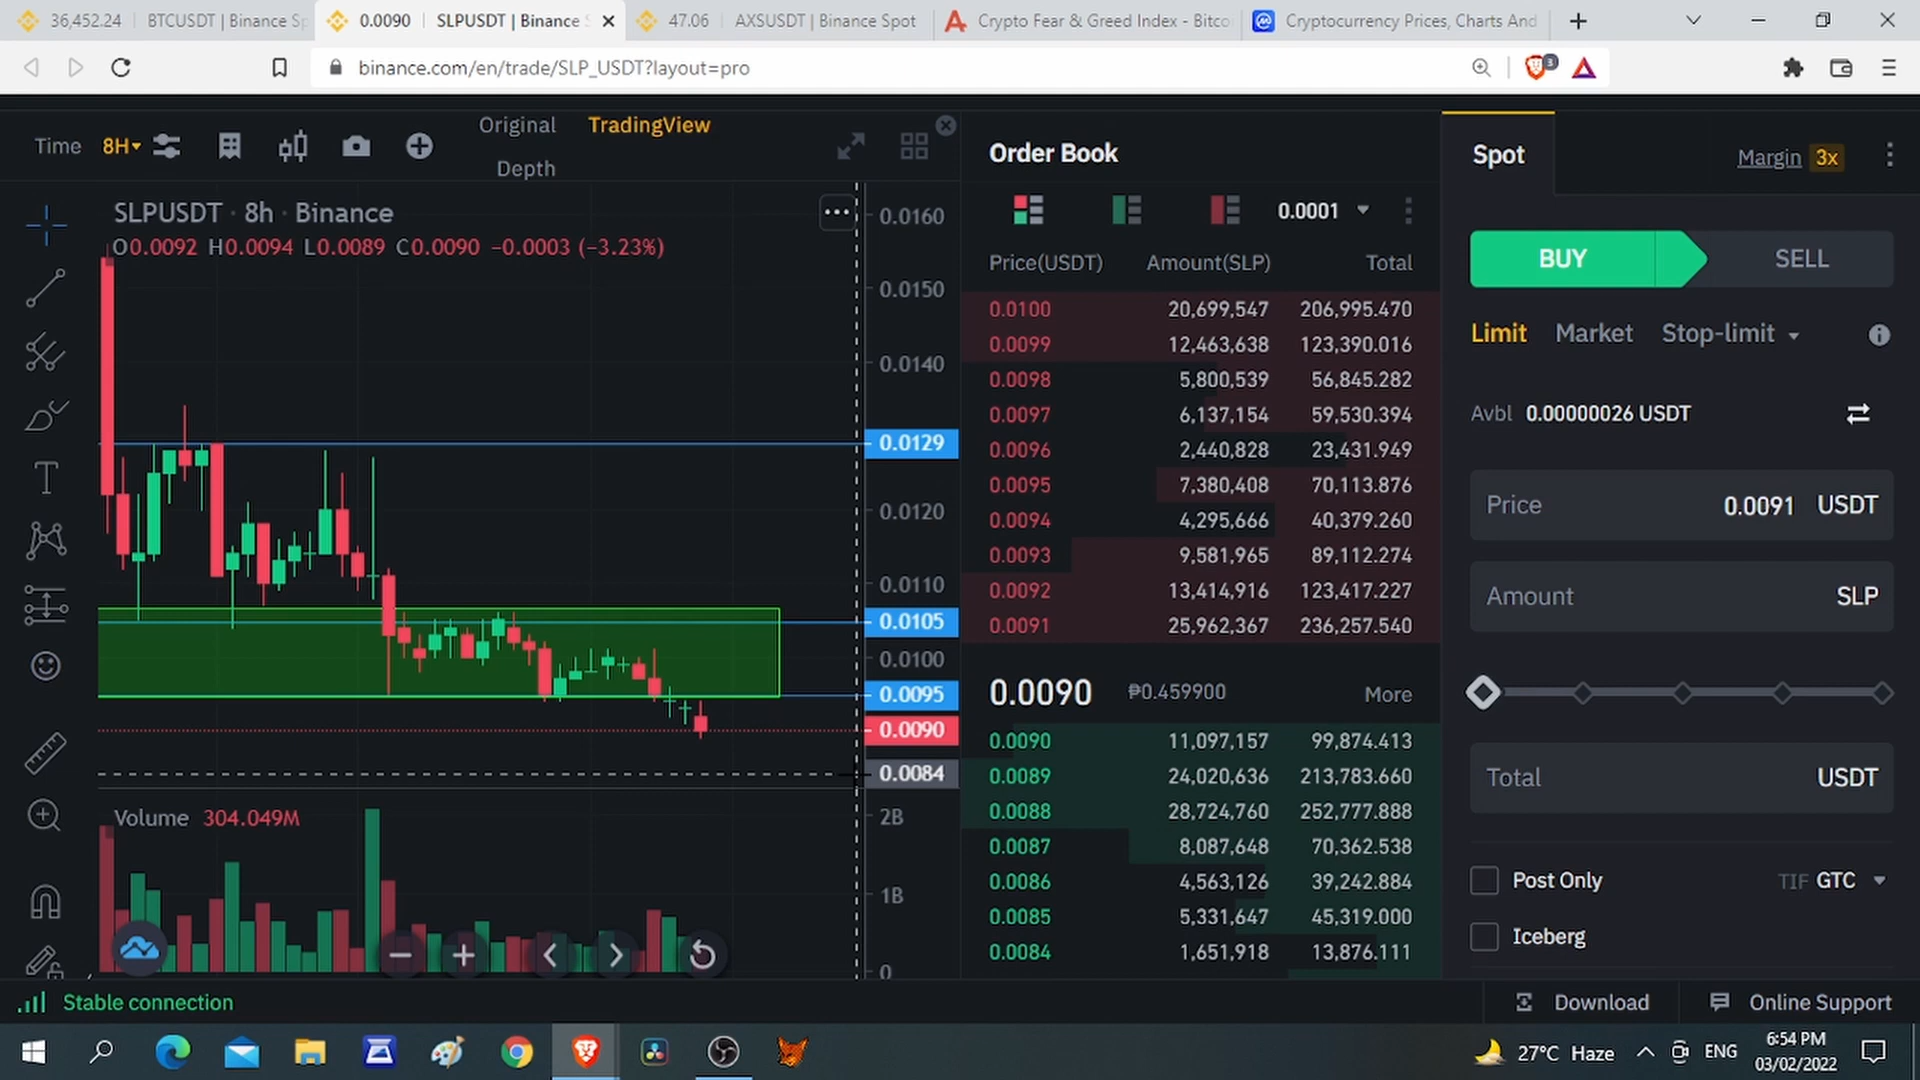 36,452.24 BTCUSDT | Binance Sp
0.0090 SLPUSDT | Binance S
47.06 AXSUSDT | Binance Spot
Crypto Fear & Greed Index - Bitco
Cryptocurrency Prices, Charts And
binance.com/en/trade/SLP_USDT?layout=pro
3
Time 8H
Original TradingView
Depth
SLPUSDT · 8h · Binance
O0.0092 H0.0094 L0.0089 C0.0090 −0.0003 (−3.23%)
0.0160
0.0150
0.0140
0.0129
0.0120
0.0110
0.0105
0.0100
0.0095
0.0090
0.0084
Volume 304.049M
2B
1B
0
Order Book
0.0001
Price(USDT) Amount(SLP) Total
0.0100 20,699,547 206,995.470
0.0099 12,463,638 123,390.016
0.0098 5,800,539 56,845.282
0.0097 6,137,154 59,530.394
0.0096 2,440,828 23,431.949
0.0095 7,380,408 70,113.876
0.0094 4,295,666 40,379.260
0.0093 9,581,965 89,112.274
0.0092 13,414,916 123,417.227
0.0091 25,962,367 236,257.540
0.0090 ₱0.459900 More
0.0090 11,097,157 99,874.413
0.0089 24,020,636 213,783.660
0.0088 28,724,760 252,777.888
0.0087 8,087,648 70,362.538
0.0086 4,563,126 39,242.884
0.0085 5,331,647 45,319.000
0.0084 1,651,918 13,876.111
Spot Margin 3x
BUY SELL
Limit Market Stop-limit
Avbl 0.00000026 USDT
Price 0.0091 USDT
Amount SLP
Total USDT
Post Only TIF GTC
Iceberg
Stable connection
Download Online Support
27°C Haze ENG
6:54 PM
03/02/2022